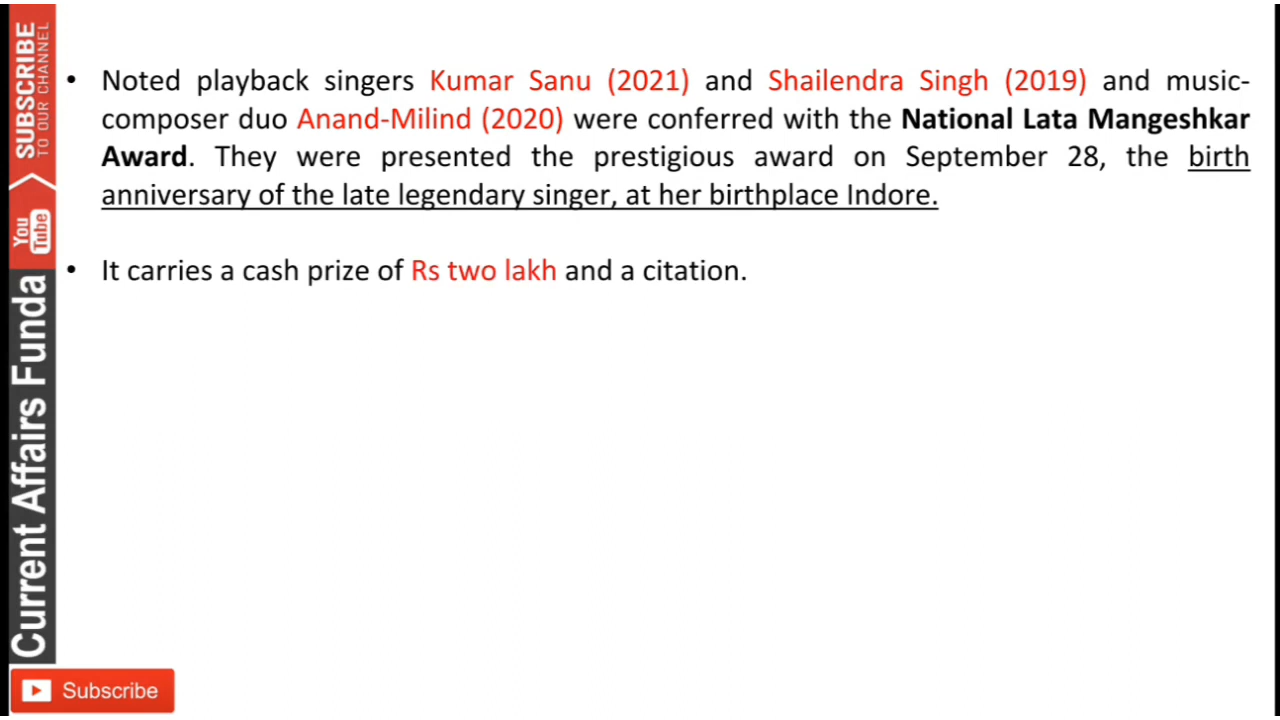 SUBSCRIBE
TO OUR CHANNEL
You
Tube
Current Affairs Funda
• Noted playback singers Kumar Sanu (2021) and Shailendra Singh (2019) and music-
composer duo Anand-Milind (2020) were conferred with the National Lata Mangeshkar
Award. They were presented the prestigious award on September 28, the birth
anniversary of the late legendary singer, at her birthplace Indore.
• It carries a cash prize of Rs two lakh and a citation.
Subscribe